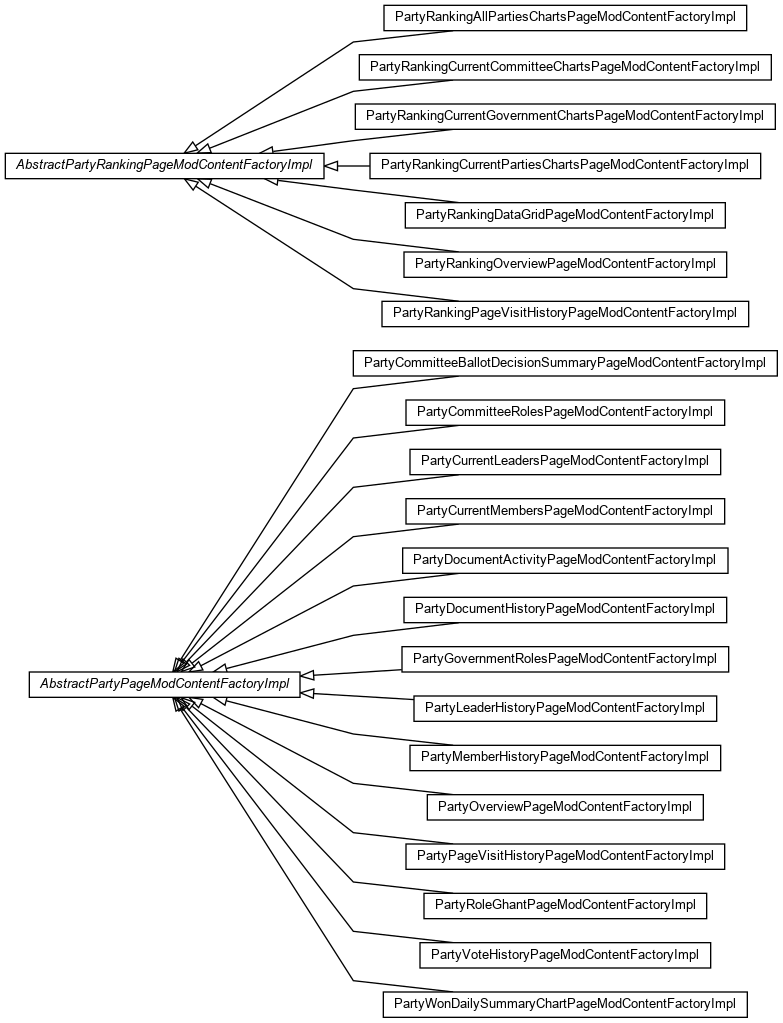 PartyRankingAllPartiesChartsPageModContentFactoryImpl
PartyRankingCurrentCommitteeChartsPageModContentFactoryImpl
PartyRankingCurrentGovernmentChartsPageModContentFactoryImpl
AbstractPartyRankingPageModContentFactoryImpl
PartyRankingCurrentPartiesChartsPageModContentFactoryImpl
PartyRankingDataGridPageModContentFactoryImpl
PartyRankingOverviewPageModContentFactoryImpl
PartyRankingPageVisitHistoryPageModContentFactoryImpl
PartyCommitteeBallotDecisionSummaryPageModContentFactoryImpl
PartyCommitteeRolesPageModContentFactoryImpl
PartyCurrentLeadersPageModContentFactoryImpl
PartyCurrentMembersPageModContentFactoryImpl
PartyDocumentActivityPageModContentFactoryImpl
PartyDocumentHistoryPageModContentFactoryImpl
PartyGovernmentRolesPageModContentFactoryImpl
AbstractPartyPageModContentFactoryImpl
PartyLeaderHistoryPageModContentFactoryImpl
PartyMemberHistoryPageModContentFactoryImpl
PartyOverviewPageModContentFactoryImpl
PartyPageVisitHistoryPageModContentFactoryImpl
PartyRoleGhantPageModContentFactoryImpl
PartyVoteHistoryPageModContentFactoryImpl
PartyWonDailySummaryChartPageModContentFactoryImpl